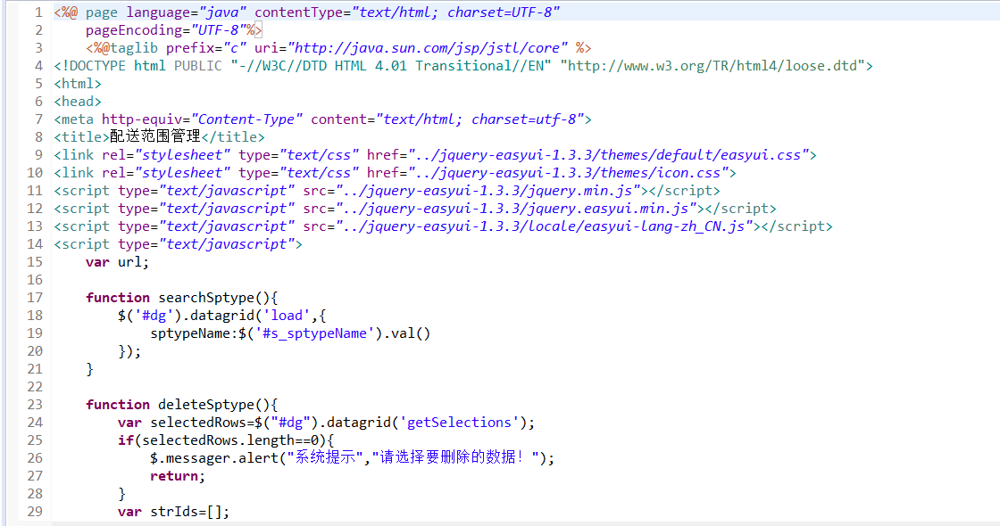 1 <%@ page language="java" contentType="text/html; charset=UTF-8"
2     pageEncoding="UTF-8"%>
3     <%@taglib prefix="c" uri="http://java.sun.com/jsp/jstl/core" %>
4 <!DOCTYPE html PUBLIC "-//W3C//DTD HTML 4.01 Transitional//EN" "http://www.w3.org/TR/html4/loose.dtd">
5 <html>
6 <head>
7 <meta http-equiv="Content-Type" content="text/html; charset=utf-8">
8 <title>配送范围管理</title>
9 <link rel="stylesheet" type="text/css" href="../jquery-easyui-1.3.3/themes/default/easyui.css">
10 <link rel="stylesheet" type="text/css" href="../jquery-easyui-1.3.3/themes/icon.css">
11 <script type="text/javascript" src="../jquery-easyui-1.3.3/jquery.min.js"></script>
12 <script type="text/javascript" src="../jquery-easyui-1.3.3/jquery.easyui.min.js"></script>
13 <script type="text/javascript" src="../jquery-easyui-1.3.3/locale/easyui-lang-zh_CN.js"></script>
14 <script type="text/javascript">
15     var url;
16
17     function searchSptype(){
18         $('#dg').datagrid('load',{
19             sptypeName:$('#s_sptypeName').val()
20         });
21     }
22
23     function deleteSptype(){
24         var selectedRows=$("#dg").datagrid('getSelections');
25         if(selectedRows.length==0){
26             $.messager.alert("系统提示","请选择要删除的数据！");
27             return;
28         }
29         var strIds=[];